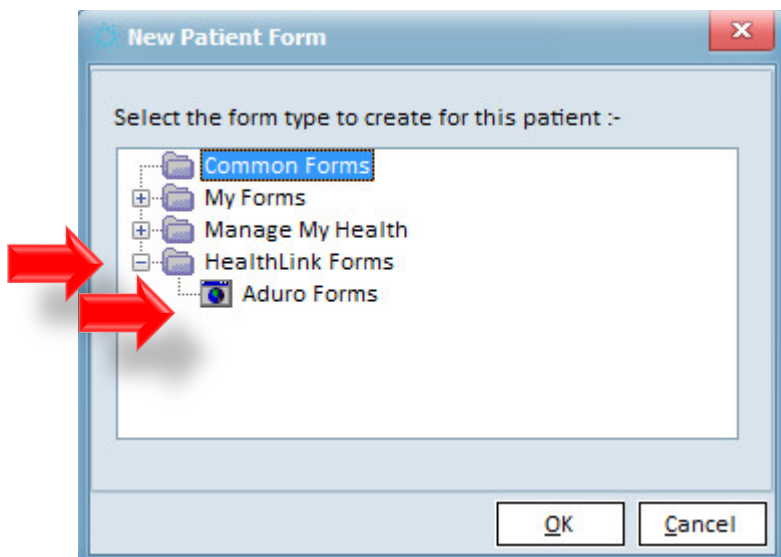 New Patient Form
Select the form type to create for this patient :-
Common Forms
My Forms
Manage My Health
HealthLink Forms
Aduro Forms
OK Cancel